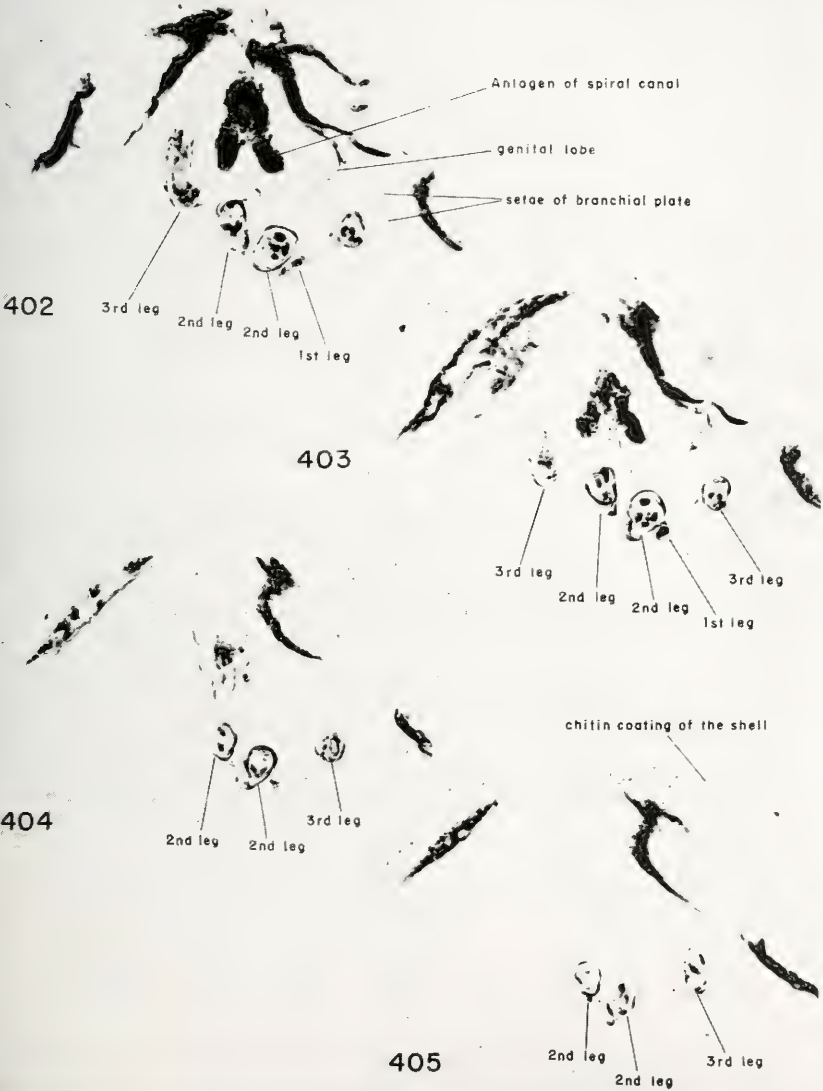 Anlagen of spiral canal
genital lobe
setae of branchial plate
402
3rd leg
2nd leg
2nd leg
1st leg
403
3rd leg
2nd leg
2nd leg
1st leg
3rd leg
404
2nd leg
2nd leg
3rd leg
chitin coating of the shell
405
2nd leg
2nd leg
3rd leg